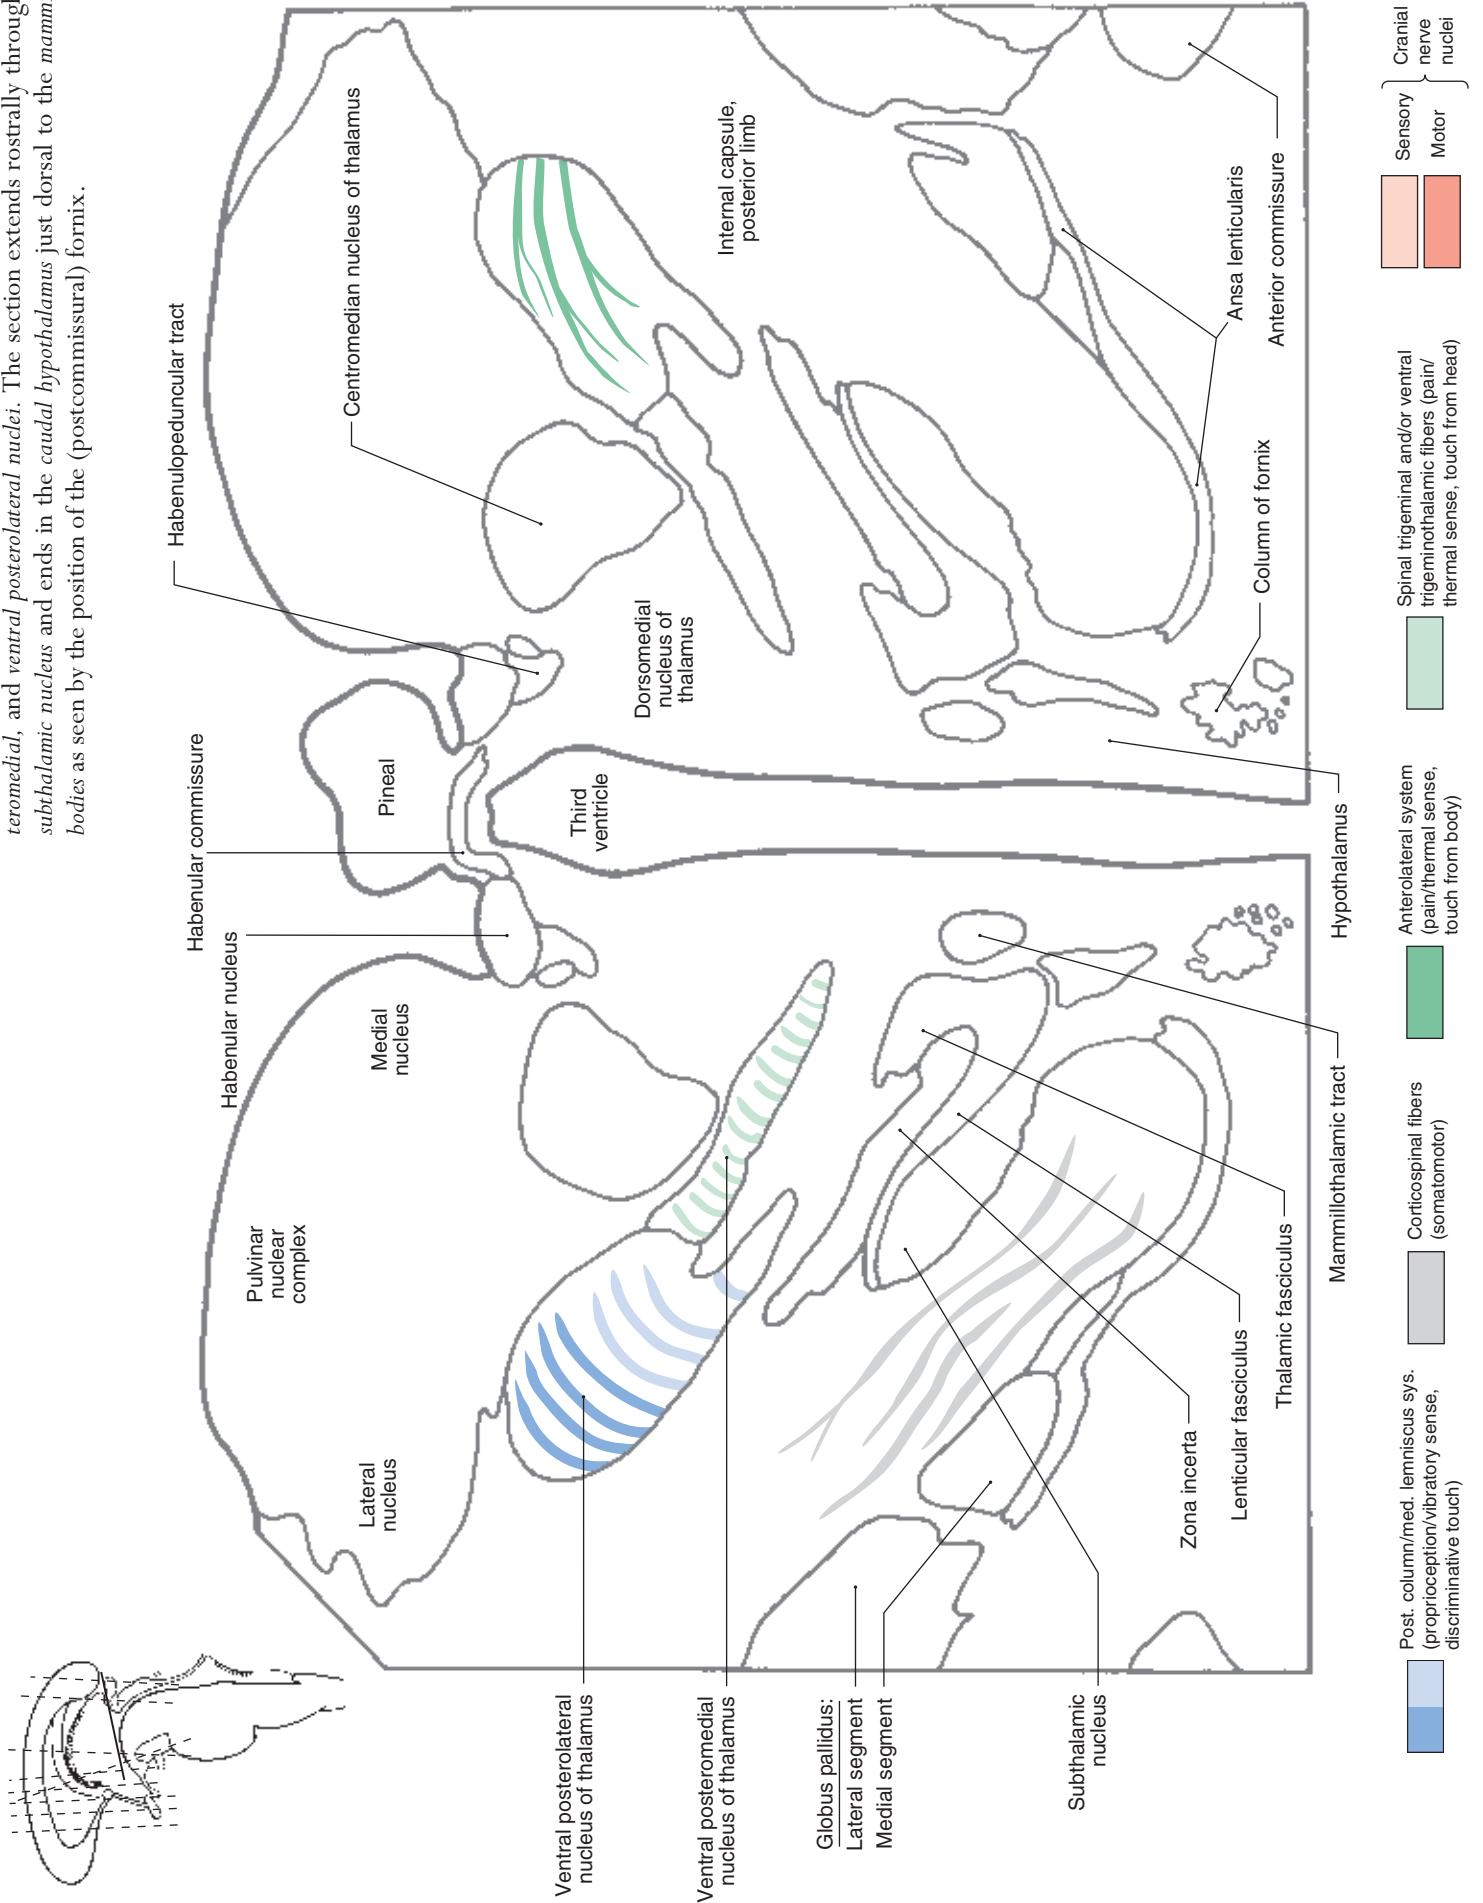 teromedial, and ventral posterolateral nuclei. The section extends rostrally throug
subthalamic nucleus and ends in the caudal hypothalamus just dorsal to the mamm
bodies as seen by the position of the (postcommissural) fornix.
Habenulopeduncular tract
Habenular commissure
Habenular nucleus
Centromedian nucleus of thalamus
Pulvinar
nuclear
complex
Medial
nucleus
Lateral
nucleus
Pineal
Third
ventricle
Dorsomedial
nucleus of
thalamus
Internal capsule,
posterior limb
Ventral posterolateral
nucleus of thalamus
Ventral posteromedial
nucleus of thalamus
Globus pallidus:
Lateral segment
Medial segment
Subthalamic
nucleus
Zona incerta
Lenticular fasciculus
Thalamic fasciculus
Mammillothalamic tract
Hypothalamus
Column of fornix
Ansa lenticularis
Anterior commissure
Post. column/med. lemniscus sys.
(proprioception/vibratory sense,
discriminative touch)
Corticospinal fibers
(somatomotor)
Anterolateral system
(pain/thermal sense,
touch from body)
Spinal trigeminal and/or ventral
trigeminothalamic fibers (pain/
thermal sense, touch from head)
Sensory
Motor
Cranial
nerve
nuclei